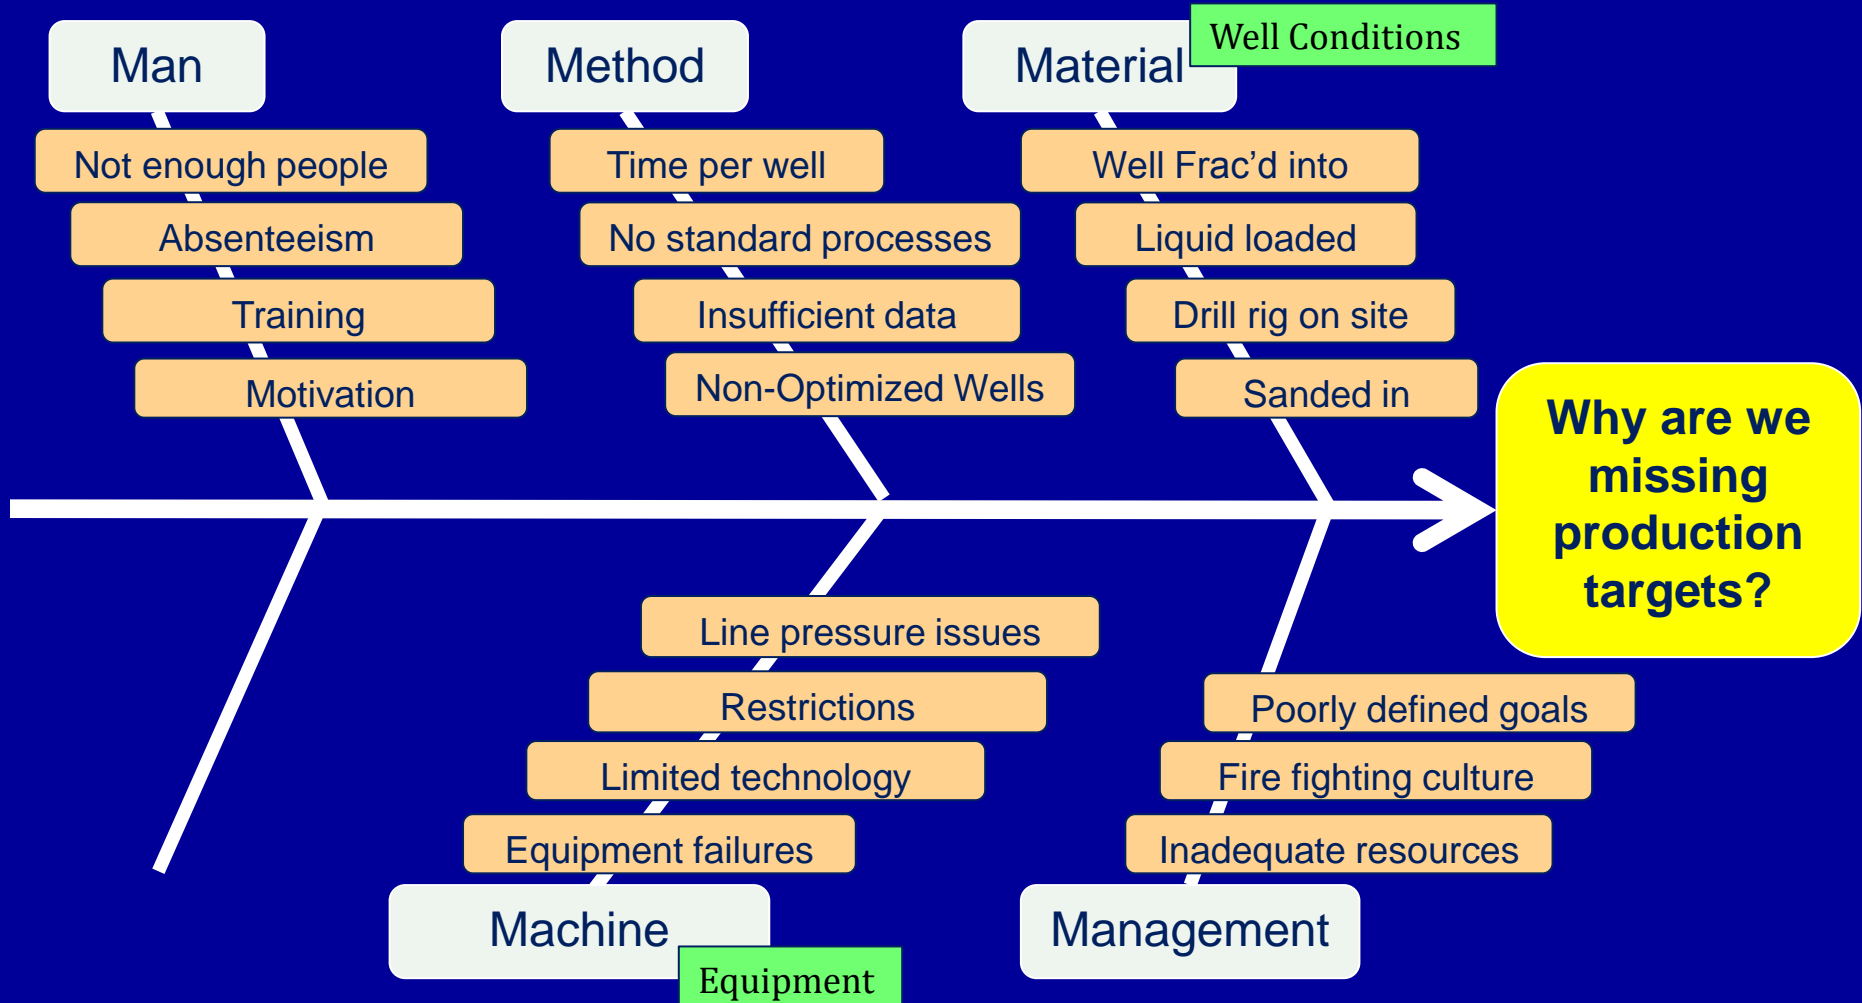 Man
Not enough people
Absenteeism
Training
Motivation
Method
Time per well
No standard processes
Insufficient data
Non-Optimized Wells
Material
Well Conditions
Well Frac’d into
Liquid loaded
Drill rig on site
Sanded in
Why are we
missing
production
targets?
Line pressure issues
Restrictions
Limited technology
Equipment failures
Machine
Equipment
Poorly defined goals
Fire fighting culture
Inadequate resources
Management